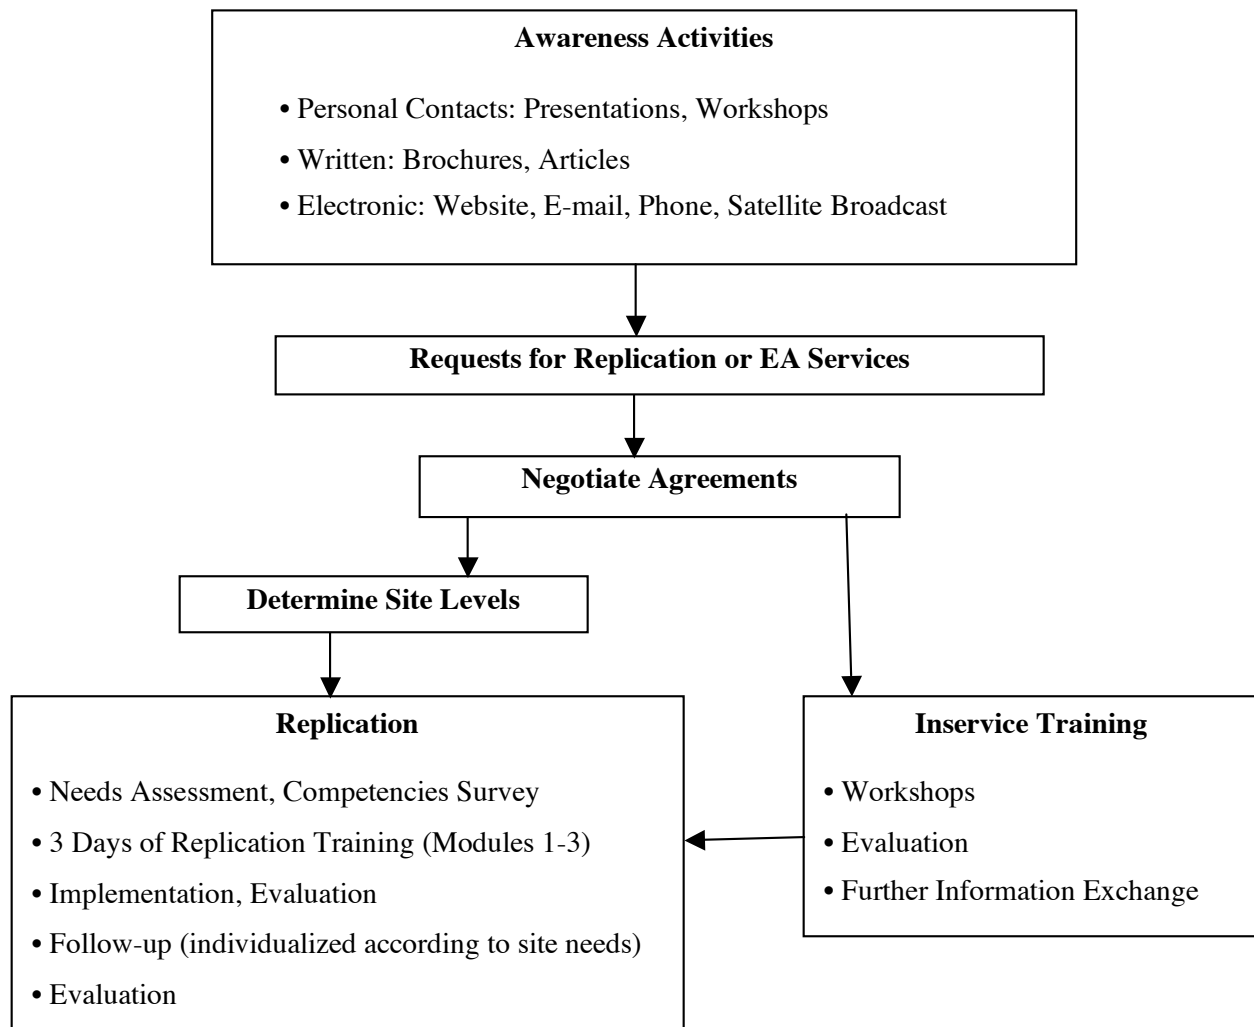 Awareness Activities
• Personal Contacts: Presentations, Workshops
• Written: Brochures, Articles
• Electronic: Website, E-mail, Phone, Satellite Broadcast
Requests for Replication or EA Services
Negotiate Agreements
Determine Site Levels
Replication
• Needs Assessment, Competencies Survey
• 3 Days of Replication Training (Modules 1-3)
• Implementation, Evaluation
• Follow-up (individualized according to site needs)
• Evaluation
Inservice Training
• Workshops
• Evaluation
• Further Information Exchange